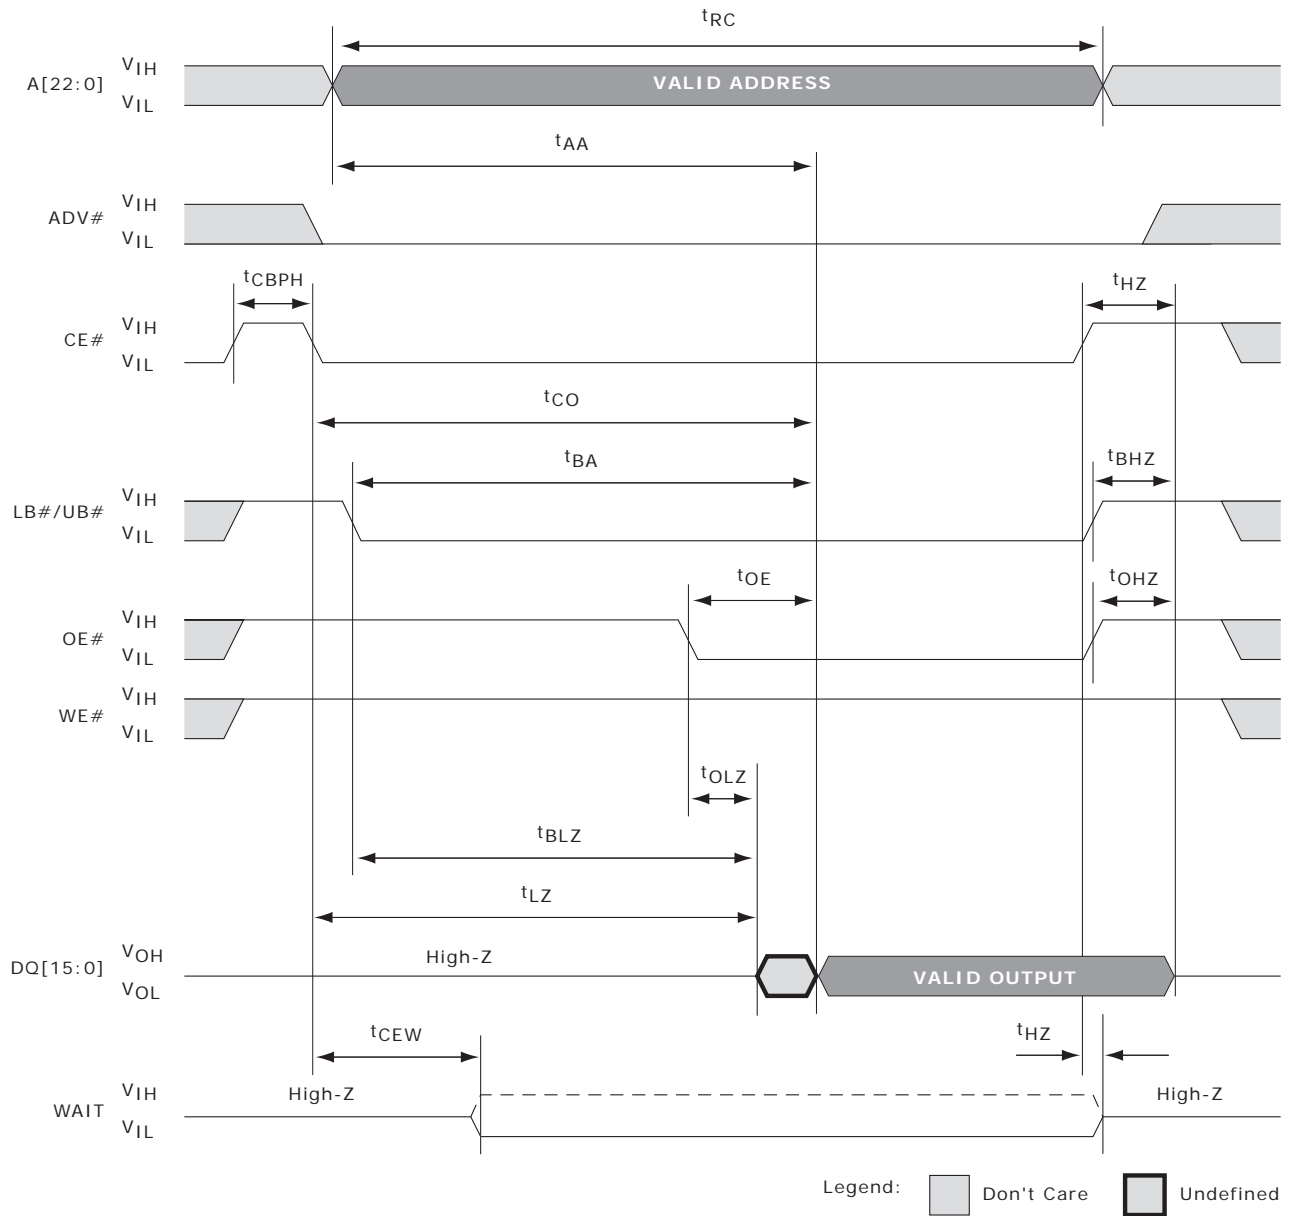 tRC
A[22:0] VIH VALID ADDRESS
VIL
tAA
ADV# VIH
VIL
tCBPH tHZ
CE# VIH
VIL
tCO
tBA tBHZ
LB#/UB# VIH
VIL
tOE tOHZ
OE# VIH
VIL
WE# VIH
VIL
tOLZ
tBLZ
tLZ
DQ[15:0] VOH High-Z VALID OUTPUT
VOL
tCEW tHZ
WAIT VIH High-Z High-Z
VIL
Legend: Don't Care Undefined